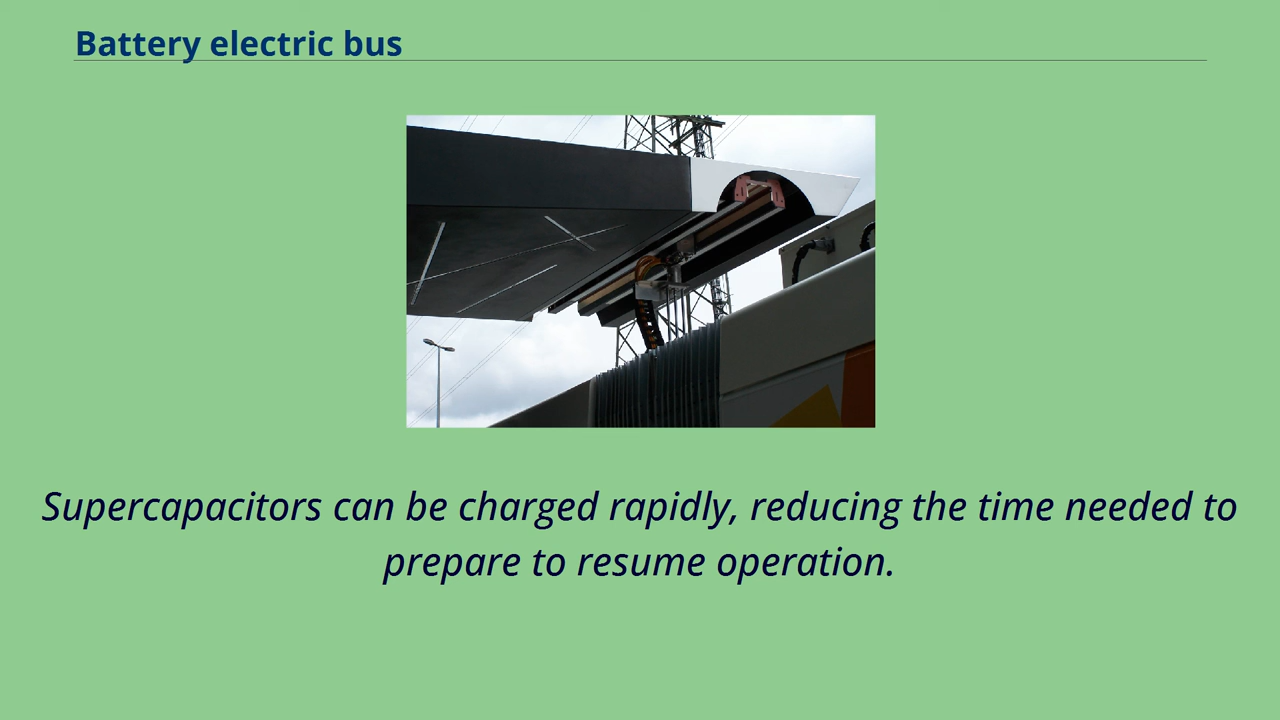 Battery electric bus
Supercapacitors can be charged rapidly, reducing the time needed to
prepare to resume operation.